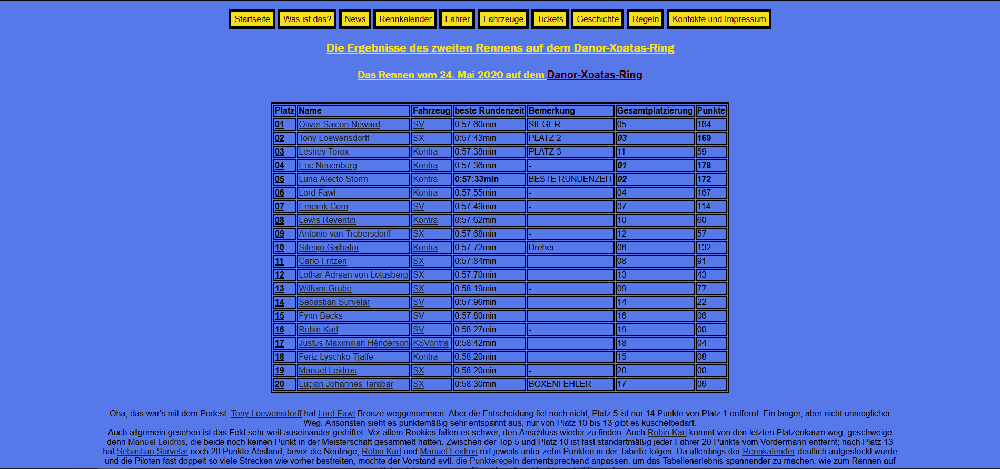 Startseite Was ist das? News Rennkalender Fahrer Fahrzeuge Tickets Geschichte Regeln Kontakte und Impressum
Die Ergebnisse des zweiten Rennens auf dem Danor-Xoatas-Ring
Das Rennen vom 24. Mai 2020 auf dem Danor-Xoatas-Ring
Platz Name Fahrzeug beste Rundenzeit Bemerkung Gesamtplatzierung Punkte
01 Oliver Saicon Neward SV 0:57:60min SIEGER 05 164
02 Tony Loewensdorff SX 0:57:43min PLATZ 2 03 169
03 Lesney Torox Kontra 0:57:38min PLATZ 3 11 59
04 Eric Neuenburg Kontra 0:57:36min - 01 178
05 Luna Alecto Storm Kontra 0:57:33min BESTE RUNDENZEIT 02 172
06 Lord Fawl Kontra 0:57:55min - 04 167
07 Emerrik Corn SV 0:57:49min - 07 114
08 Léwis Reventin Kontra 0:57:62min - 10 60
09 Antonio van Trebersdorff SX 0:57:68min - 12 57
10 Sitenjo Galbator Kontra 0:57:72min Dreher 06 132
11 Carlo Fritzen SX 0:57:84min - 08 91
12 Lothar Adrean von Lotusberg SX 0:57:70min - 13 43
13 William Grube SX 0:58:19min - 09 77
14 Sebastian Survelar SV 0:57:96min - 14 22
15 Fynn Becks SV 0:57:80min - 16 06
16 Robin Karl SV 0:58:27min - 19 00
17 Justus Maximilian Hènderson KSVontra 0:58:42min - 18 04
18 Feriz Lyschko Tjalfe Kontra 0:58:20min - 15 08
19 Manuel Leidros SX 0:58:20min - 20 00
20 Luçian Johannes Tarabar SX 0:58:30min BOXENFEHLER 17 06
Oha, das war's mit dem Podest. Tony Loewensdorff hat Lord Fawl Bronze weggenommen. Aber die Entscheidung fiel noch nicht, Platz 5 ist nur 14 Punkte von Platz 1 entfernt. Ein langer, aber nicht unmöglicher
Weg. Ansonsten sieht es punktemäßig sehr entspannt aus, nur von Platz 10 bis 13 gibt es kuschelbedarf.
Auch allgemein gesehen ist das Feld sehr weit auseinander gedriftet. Vor allem Rookies fallen es schwer, den Anschluss wieder zu finden. Auch Robin Karl kommt von den letzten Plätzenkaum weg, geschweige
denn Manuel Leidros, die beide noch keinen Punkt in der Meisterschaft gesammelt hatten. Zwischen der Top 5 und Platz 10 ist fast standartmäßig jeder Fahrer 20 Punkte vom Vordermann entfernt; nach Platz 13
hat Sebastian Survelar noch 20 Punkte Abstand, bevor die Neulinge, Robin Karl und Manuel Leidros mit jeweils unter zehn Punkten in der Tabelle folgen. Da allerdings der Rennkalender deutlich aufgestockt wurde
und die Piloten fast doppelt so viele Strecken wie vorher bestreiten, möchte der Vorstand evtl. die Punkteregeln dementsprechend anpassen, um das Tabellenerlebnis spannender zu machen, wie zum Rennen auf